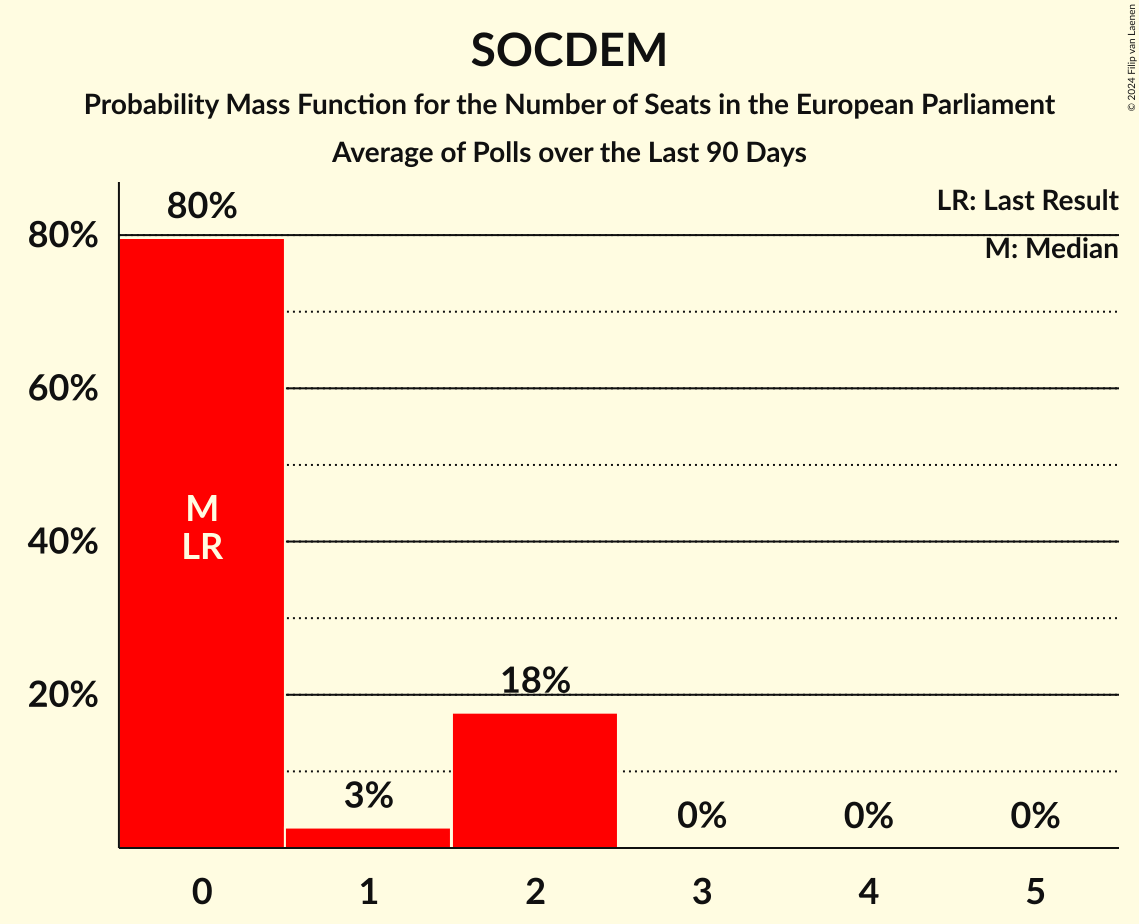 SOCDEM
Probability Mass Function for the Number of Seats in the European Parliament
Average of Polls over the Last 90 Days
© 2024 Filip van Laenen
LR: Last Result
M: Median
80%
60%
40%
20%
80%
M
LR
3%
18%
0%
0%
0%
0
1
2
3
4
5